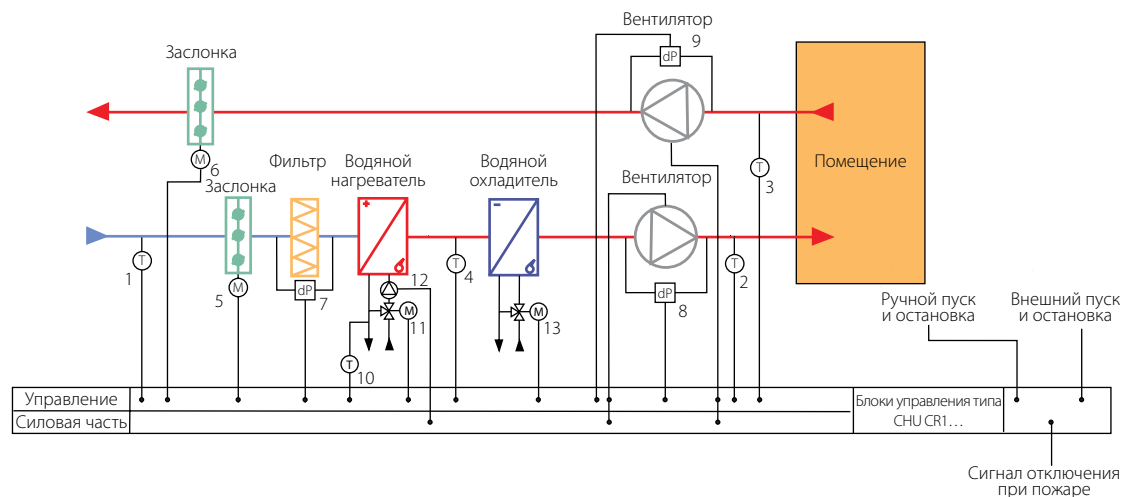 Вентилятор
9
Заслонка
dP
M
6
T
3
Помещение
Заслонка
Фильтр
Водяной
нагреватель
Водяной
охладитель
Вентилятор
+
-
T
1
M
5
dP
7
12
M
11
T
10
T
4
M
13
dP
8
T
2
Ручной пуск
и остановка
Внешний пуск
и остановка
Управление
Силовая часть
Блоки управления типа
CHU CR1...
Сигнал отключения
при пожаре